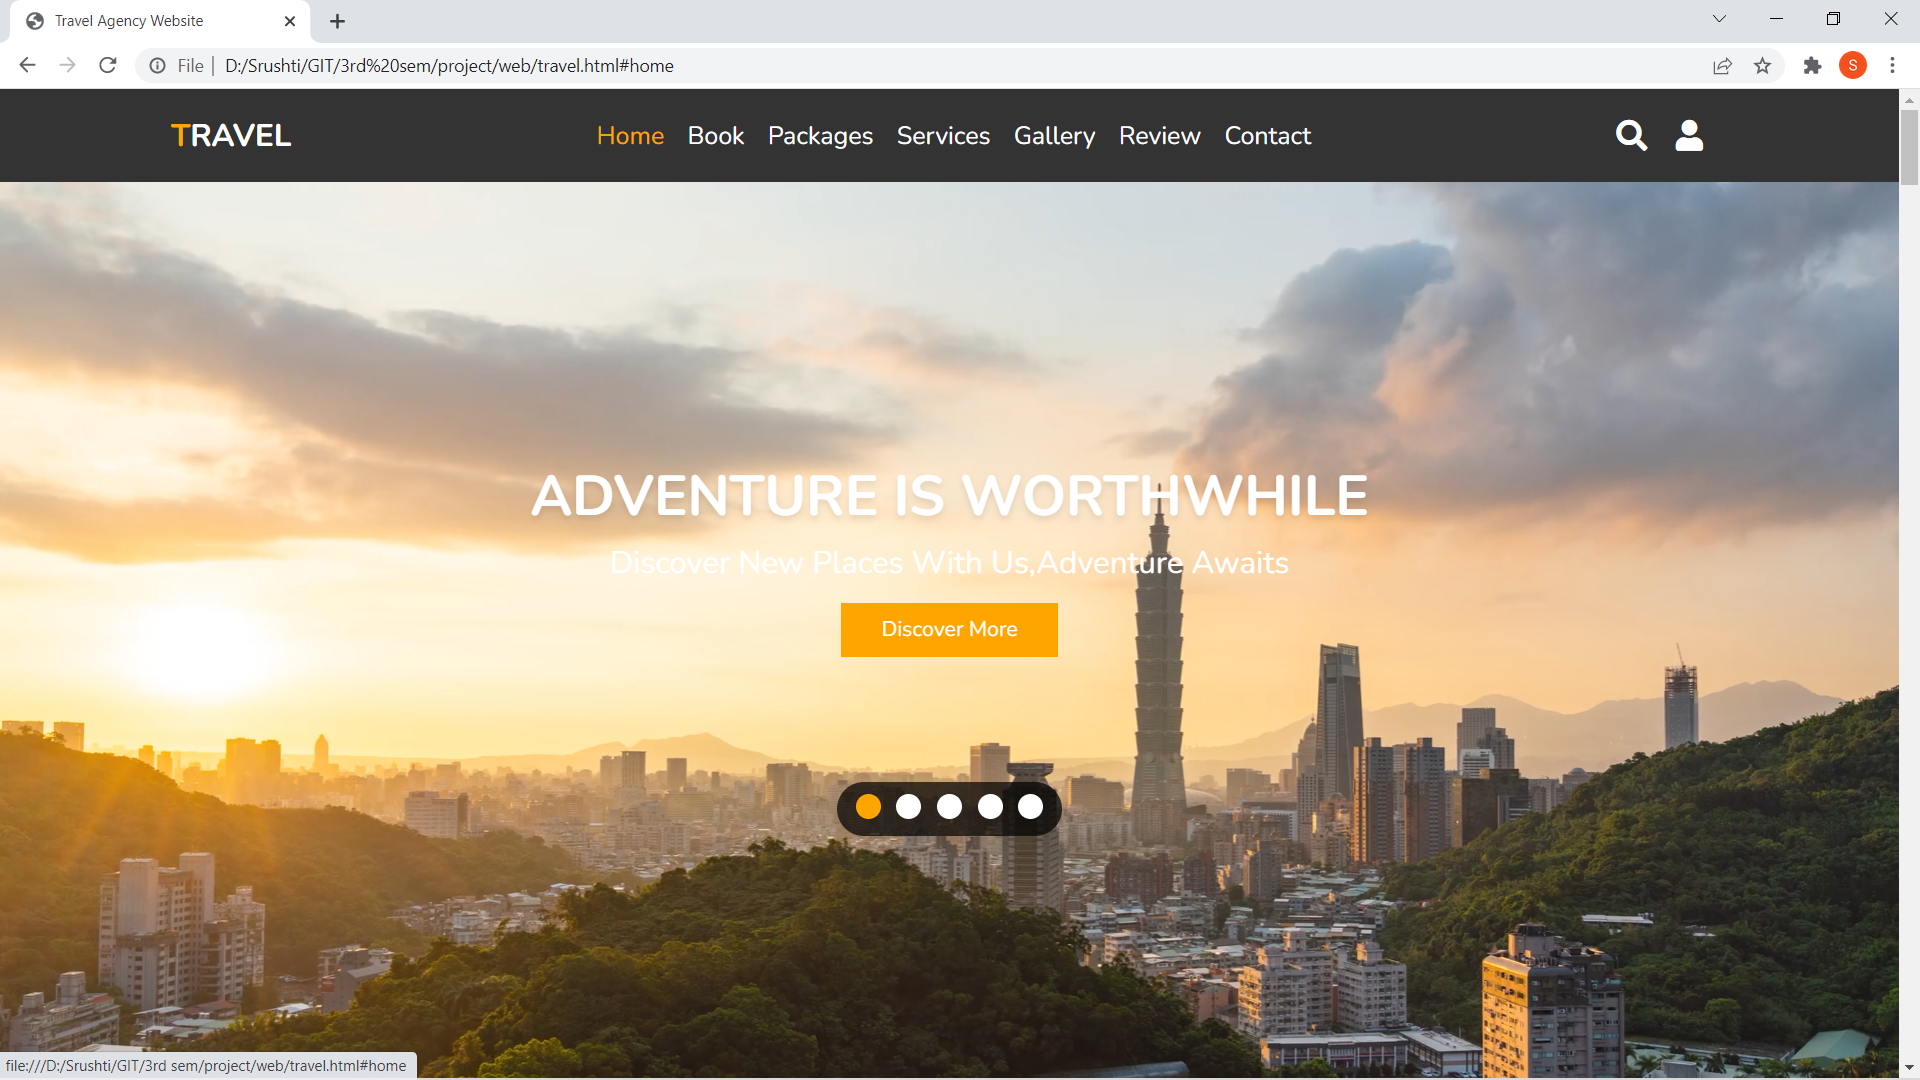 Travel Agency Website
File | D:/Srushti/GIT/3rd%20sem/project/web/travel.html#home
S
TRAVEL
Home Book Packages Services Gallery Review Contact
ADVENTURE IS WORTHWHILE
Discover New Places With Us,Adventure Awaits
Discover More
file:///D:/Srushti/GIT/3rd sem/project/web/travel.html#home